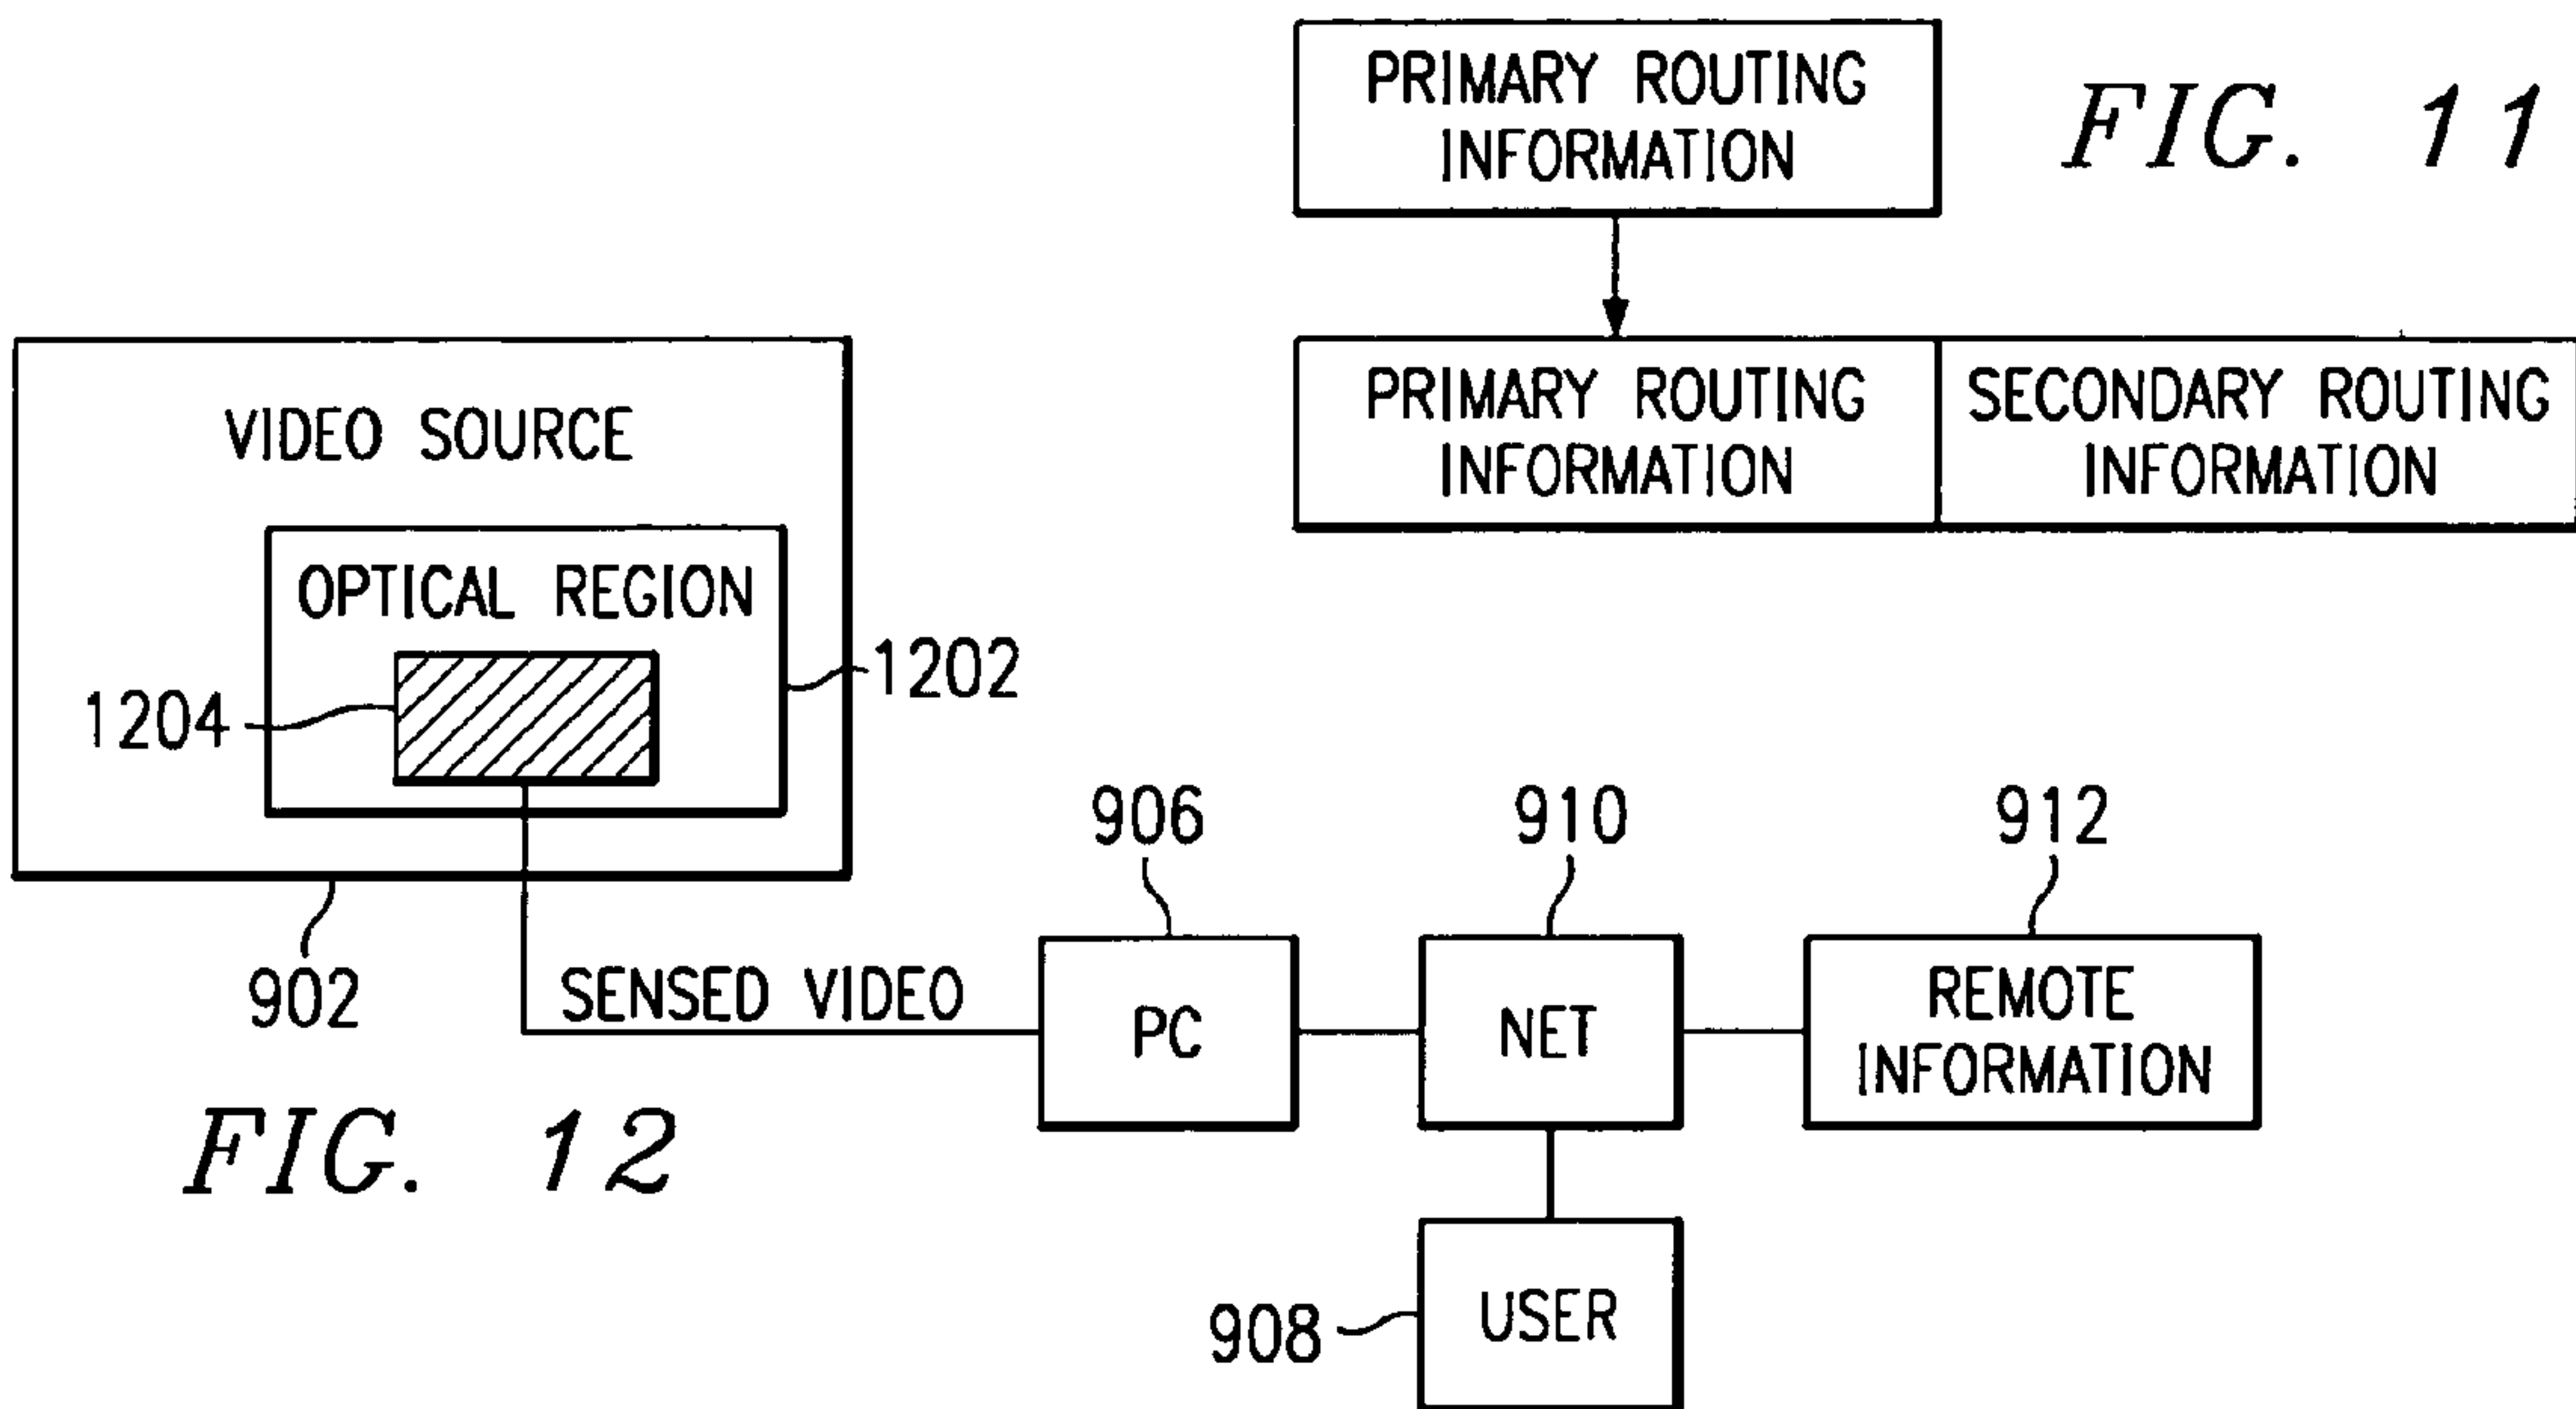 PRIMARY ROUTING
INFORMATION
FIG. 11
PRIMARY ROUTING
INFORMATION
SECONDARY ROUTING
INFORMATION
VIDEO SOURCE
OPTICAL REGION
1202
1204
902
SENSED VIDEO
906
PC
910
NET
912
REMOTE
INFORMATION
908
USER
FIG. 12